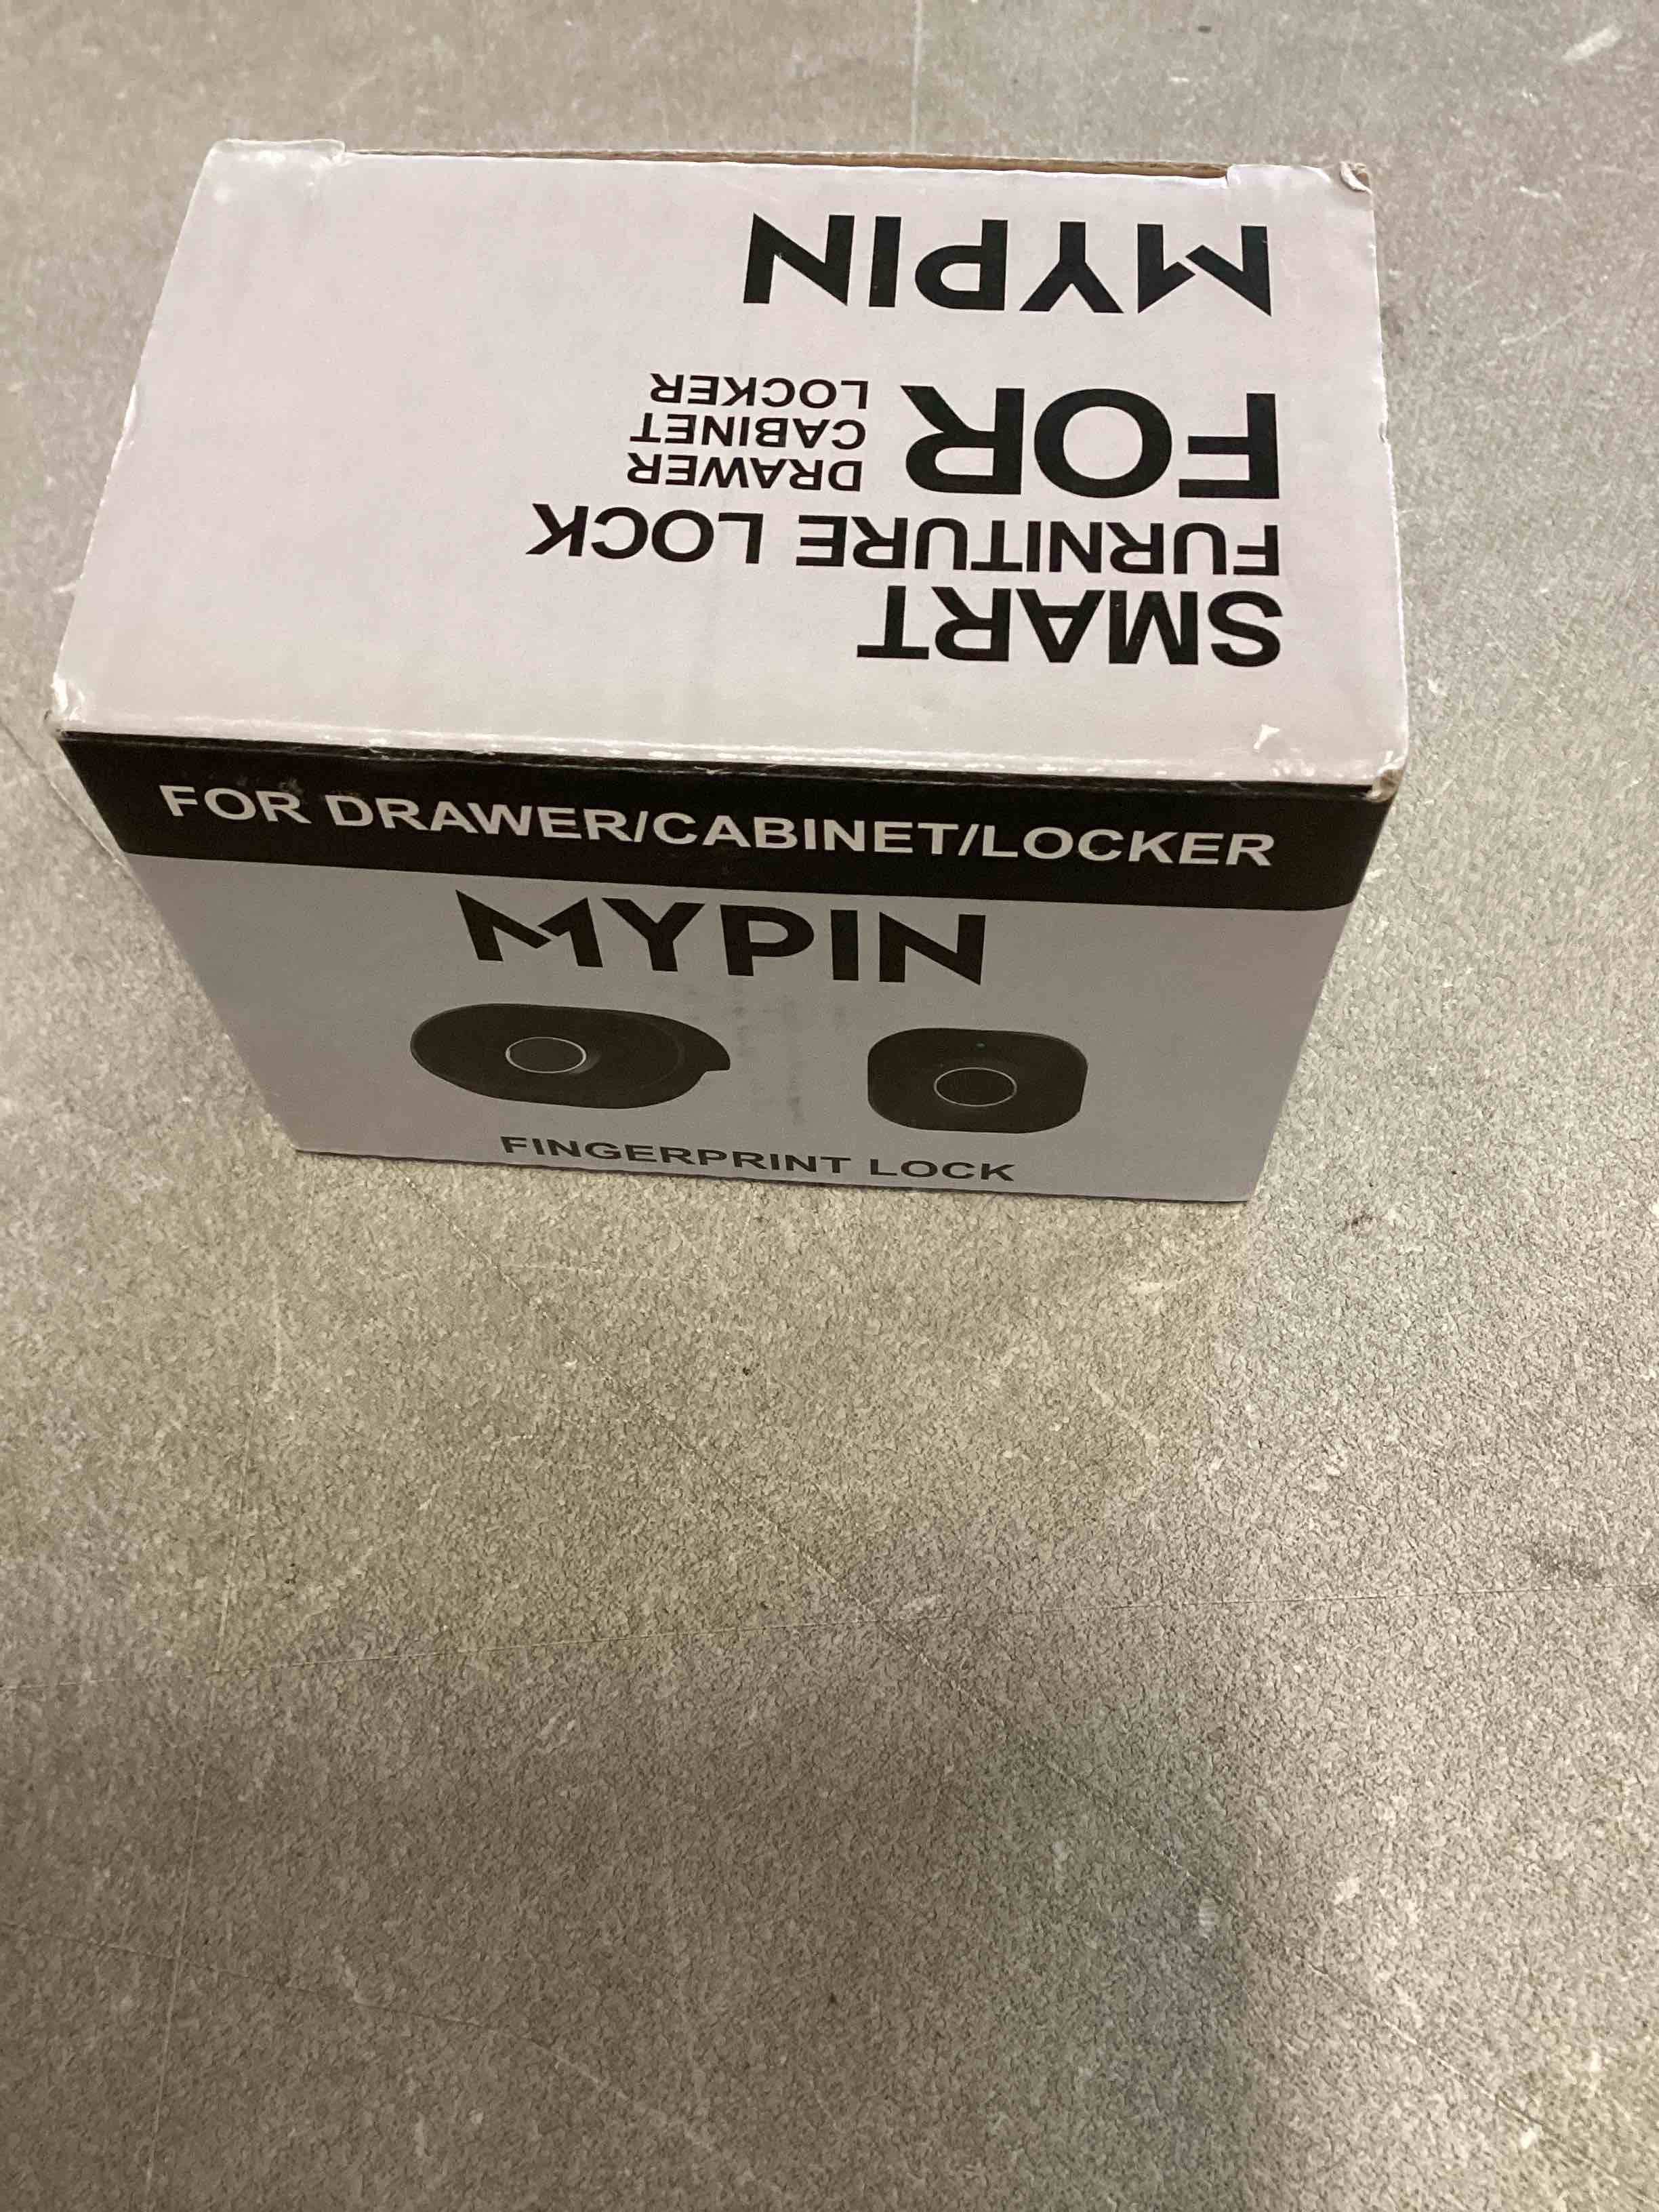 MYPIN
FOR
DRAWER
CABINET
LOCKER
SMART
FURNITURE LOCK
FOR DRAWER/CABINET/LOCKER
MYPIN
FINGERPRINT LOCK